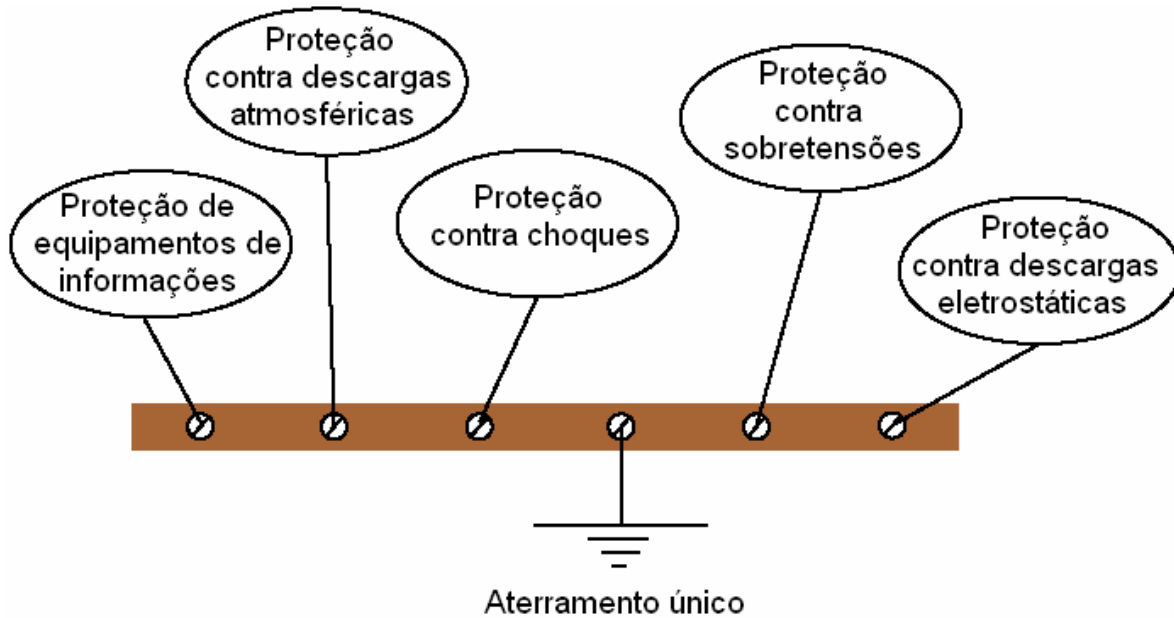 Proteção
contra descargas
atmosféricas
Proteção
contra
sobretensões
Proteção de
equipamentos de
informações
Proteção
contra choques
Proteção
contra descargas
eletrostáticas
Aterramento único